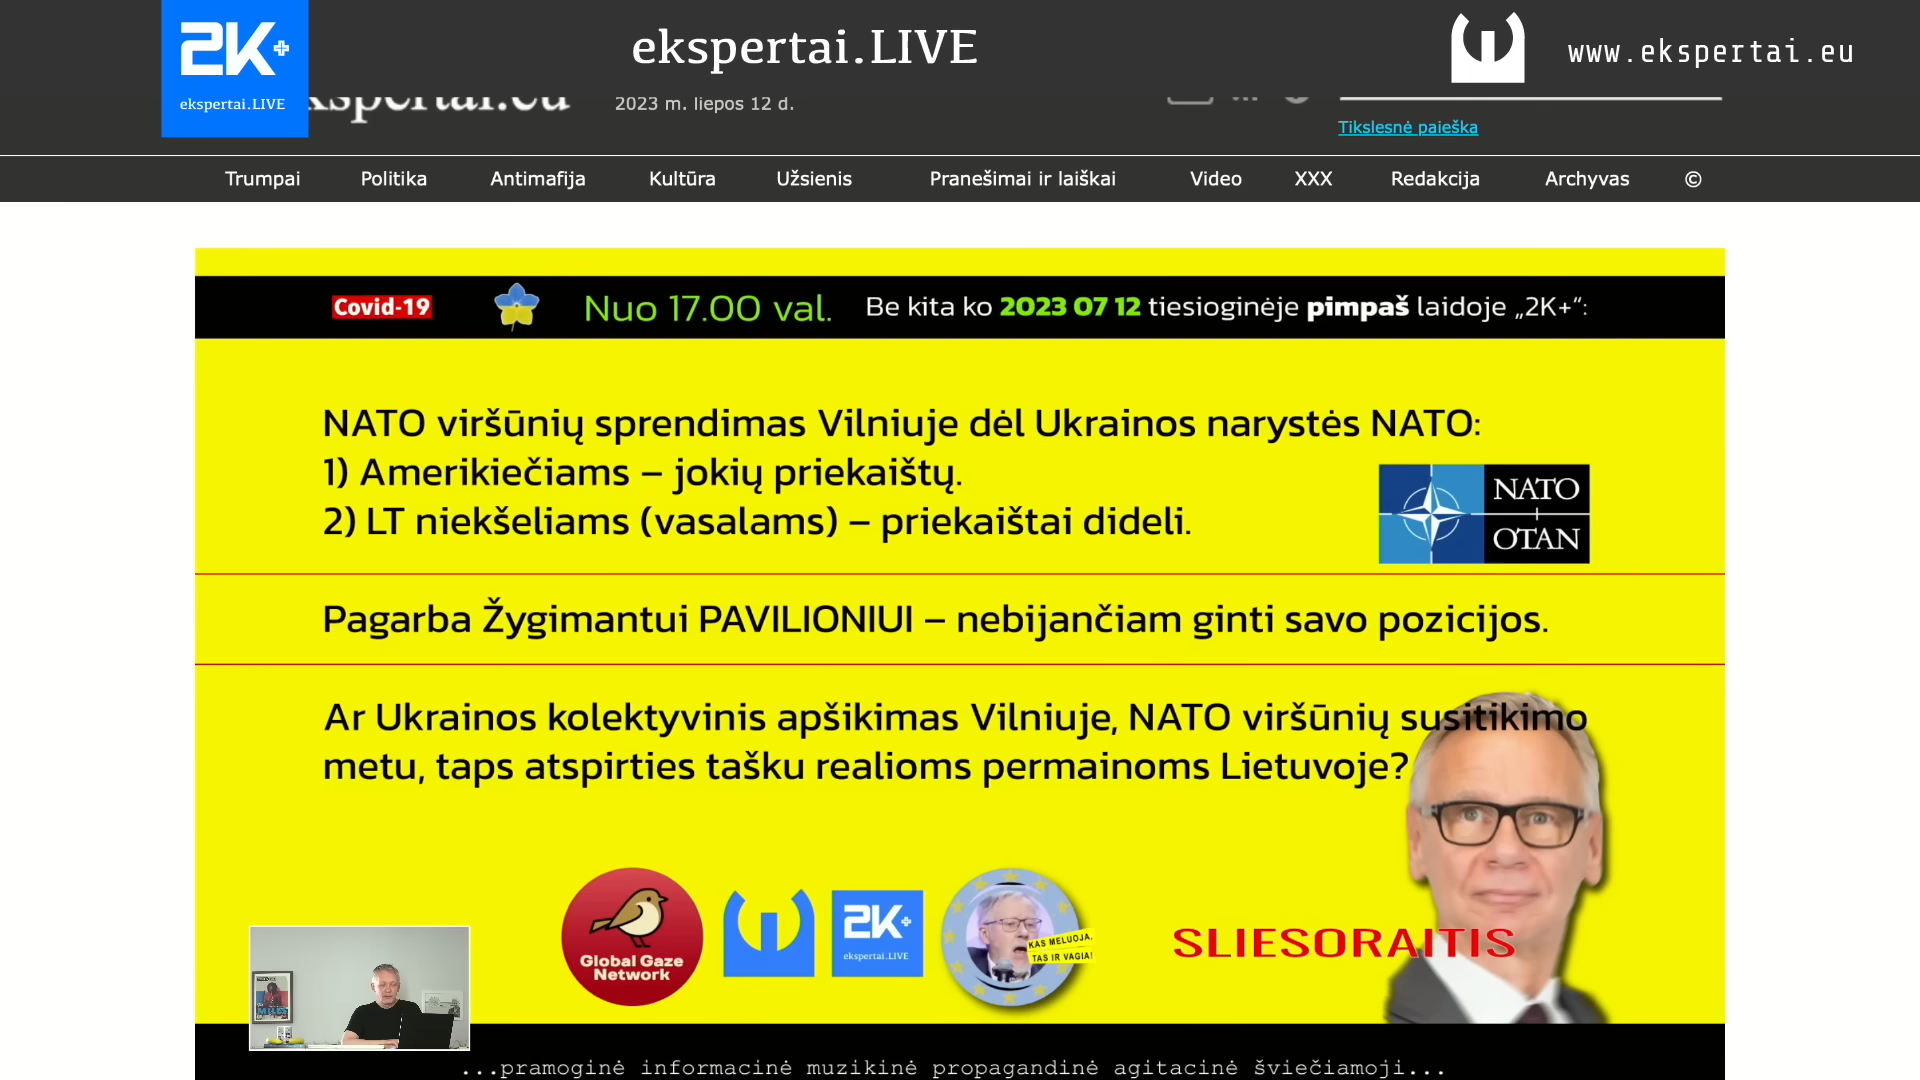 2K+
ekspertai.LIVE
ekspertai.LIVE
www.ekspertai.eu
2023 m. liepos 12 d.
Tikslesnė paieška
Trumpai Politika Antimafija Kultūra Užsienis Pranešimai ir laiškai Video XXX Redakcija Archyvas ©
Covid-19 Nuo 17.00 val. Be kita ko 2023 07 12 tiesioginėje pimpaš laidoje „2K+“:
NATO viršūnių sprendimas Vilniuje dėl Ukrainos narystės NATO:
1) Amerikiečiams – jokių priekaištų.
2) LT niekšeliams (vasalams) – priekaištai dideli.
NATO
OTAN
Pagarba Žygimantui PAVILIONIUI – nebijančiam ginti savo pozicijos.
Ar Ukrainos kolektyvinis apšikimas Vilniuje, NATO viršūnių susitikimo
metu, taps atspirties tašku realioms permainoms Lietuvoje?
Global Gaze
Network
2K+
ekspertai.LIVE
KAS MELUOJA,
TAS IR VAGIA!
SLIESORAITIS
...pramoginė informacinė muzikinė propagandinė agitacinė šviečiamoji...